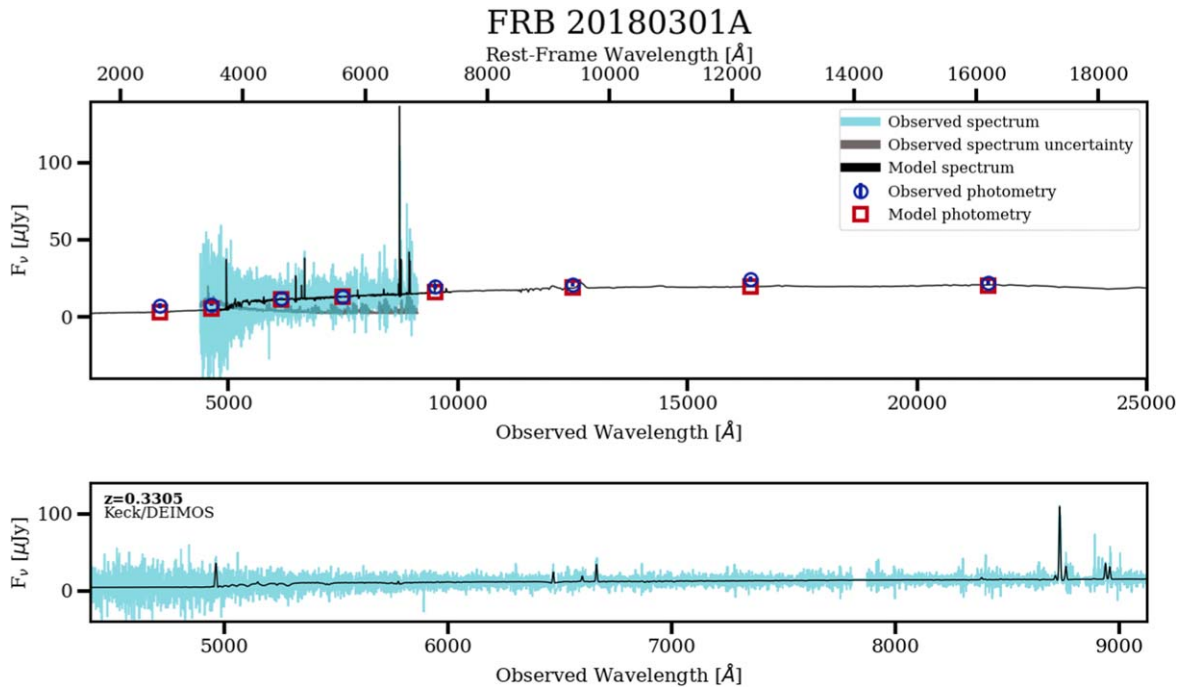 FRB 20180301A
Rest-Frame Wavelength [Å]
2000 4000 6000 8000 10000 12000 14000 16000 18000
Observed spectrum
Observed spectrum uncertainty
Model spectrum
Observed photometry
Model photometry
Fν [μJy]
100
50
0
5000 10000 15000 20000 25000
Observed Wavelength [Å]
z=0.3305
Keck/DEIMOS
Fν [μJy]
100
0
5000 6000 7000 8000 9000
Observed Wavelength [Å]